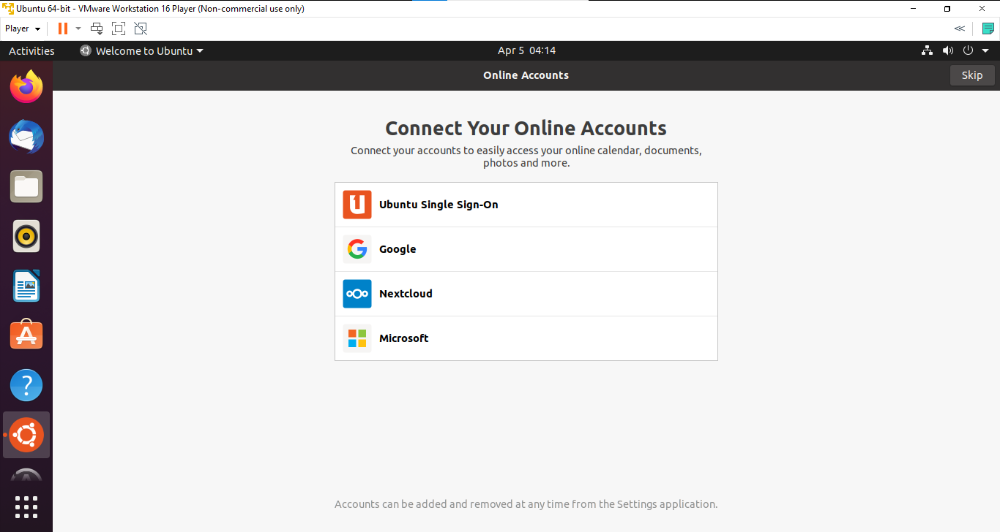 Ubuntu 64-bit - VMware Workstation 16 Player (Non-commercial use only)
Player
Activities
Welcome to Ubuntu
Apr 5 04:14
Online Accounts
Skip
Connect Your Online Accounts
Connect your accounts to easily access your online calendar, documents,
photos and more.
Ubuntu Single Sign-On
Google
Nextcloud
Microsoft
Accounts can be added and removed at any time from the Settings application.